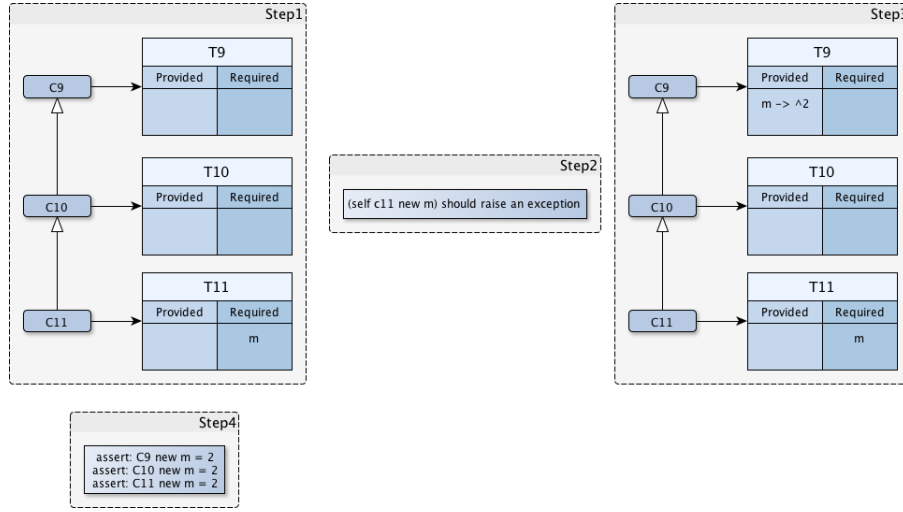 Step1
T9
Provided Required
C9
T10
Provided Required
C10
T11
Provided Required
C11
m
Step2
(self c11 new m) should raise an exception
Step3
T9
Provided Required
C9
m -> ^2
T10
Provided Required
C10
T11
Provided Required
C11
m
Step4
assert: C9 new m = 2
assert: C10 new m = 2
assert: C11 new m = 2